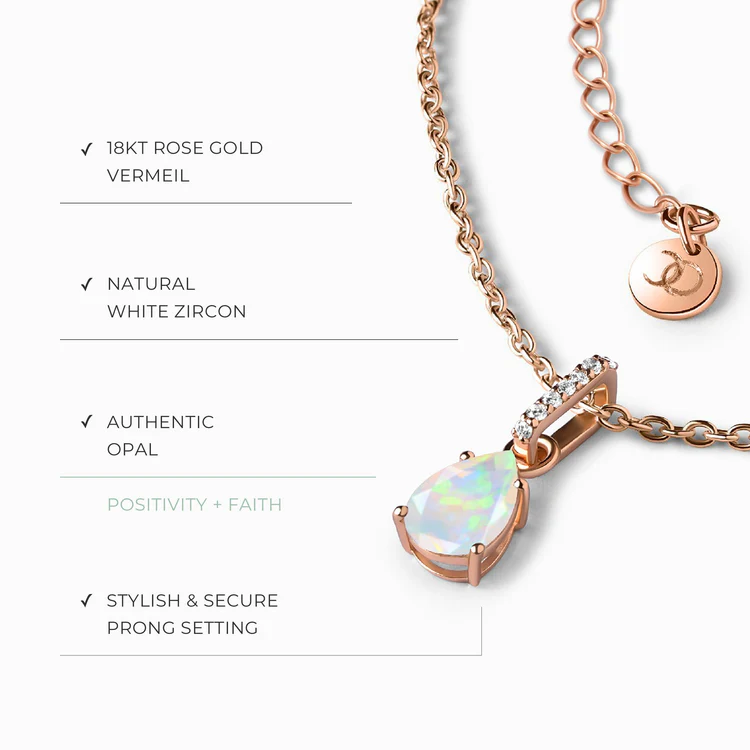 ✓ 18KT ROSE GOLD
VERMEIL
✓ NATURAL
WHITE ZIRCON
✓ AUTHENTIC
OPAL
POSITIVITY + FAITH
✓ STYLISH & SECURE
PRONG SETTING